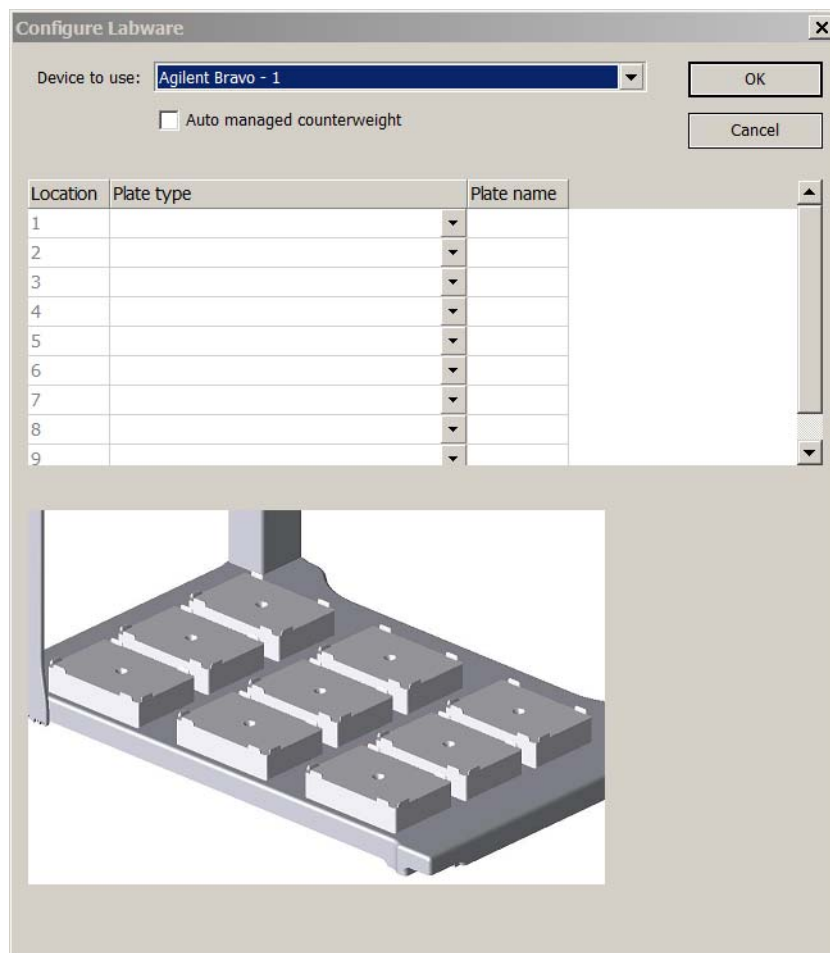 Configure Labware
Device to use: Agilent Bravo - 1 OK
Auto managed counterweight Cancel
Location Plate type Plate name
1
2
3
4
5
6
7
8
9